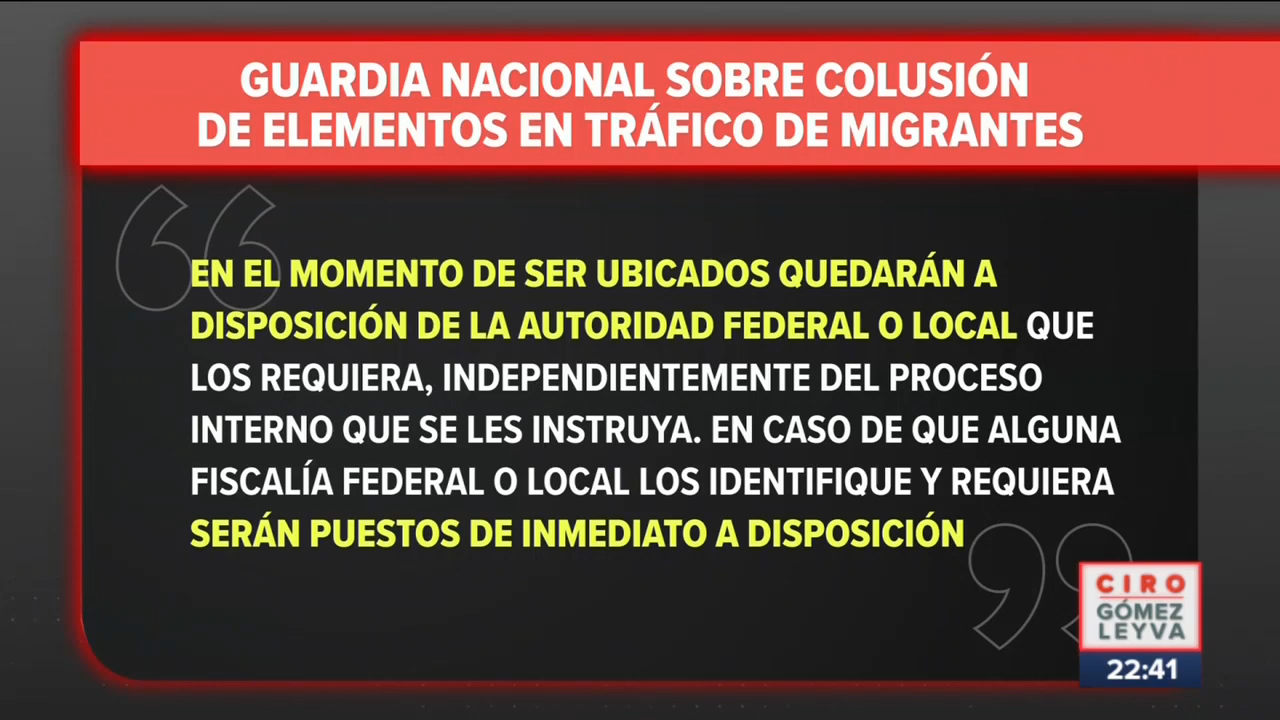 GUARDIA NACIONAL SOBRE COLUSIÓN
DE ELEMENTOS EN TRÁFICO DE MIGRANTES
EN EL MOMENTO DE SER UBICADOS QUEDARÁN A
DISPOSICIÓN DE LA AUTORIDAD FEDERAL O LOCAL QUE
LOS REQUIERA, INDEPENDIENTEMENTE DEL PROCESO
INTERNO QUE SE LES INSTRUYA. EN CASO DE QUE ALGUNA
FISCALÍA FEDERAL O LOCAL LOS IDENTIFIQUE Y REQUIERA
SERÁN PUESTOS DE INMEDIATO A DISPOSICIÓN
CIRO
GÓMEZ
LEYVA
22:41